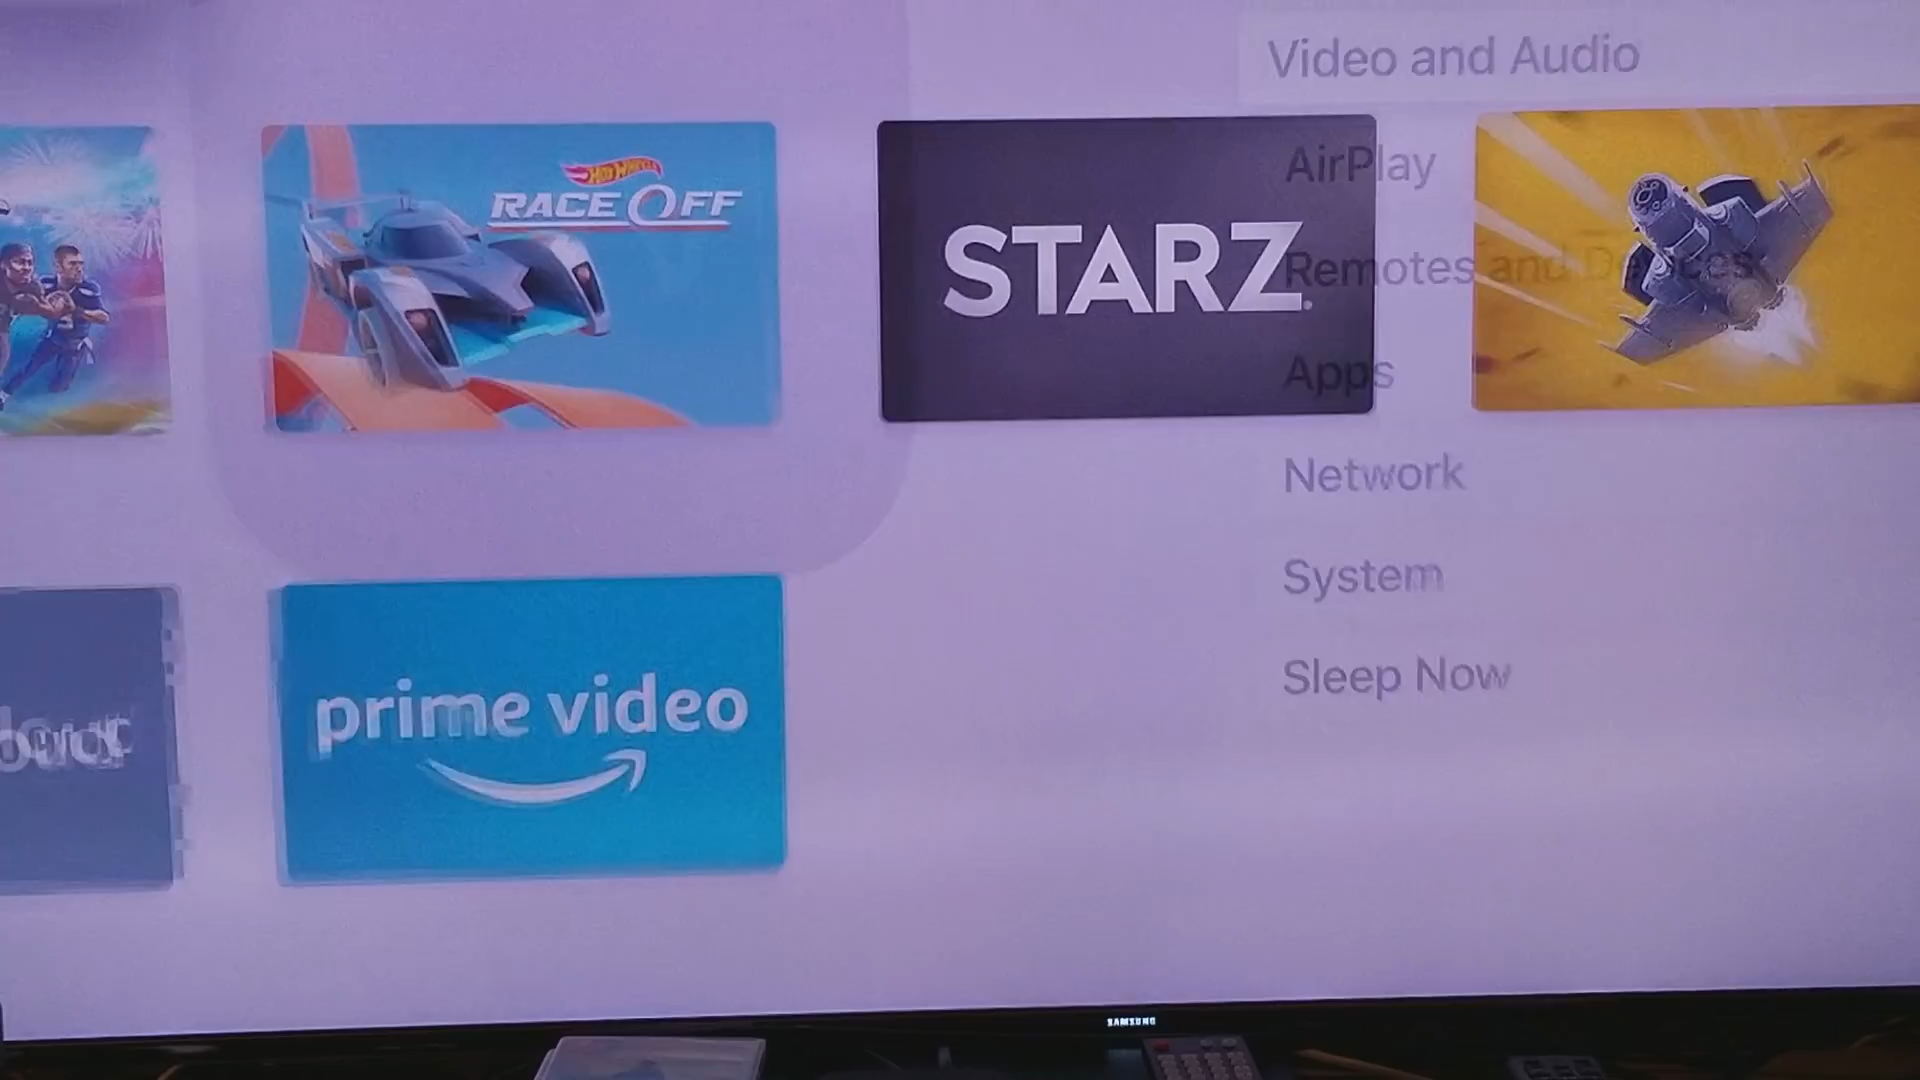 Video and Audio
HOT WHEELS
RACE OFF
AirPlay
STARZ
Remotes and Devices
Apps
Network
System
Sleep Now
prime video
SAMSUNG